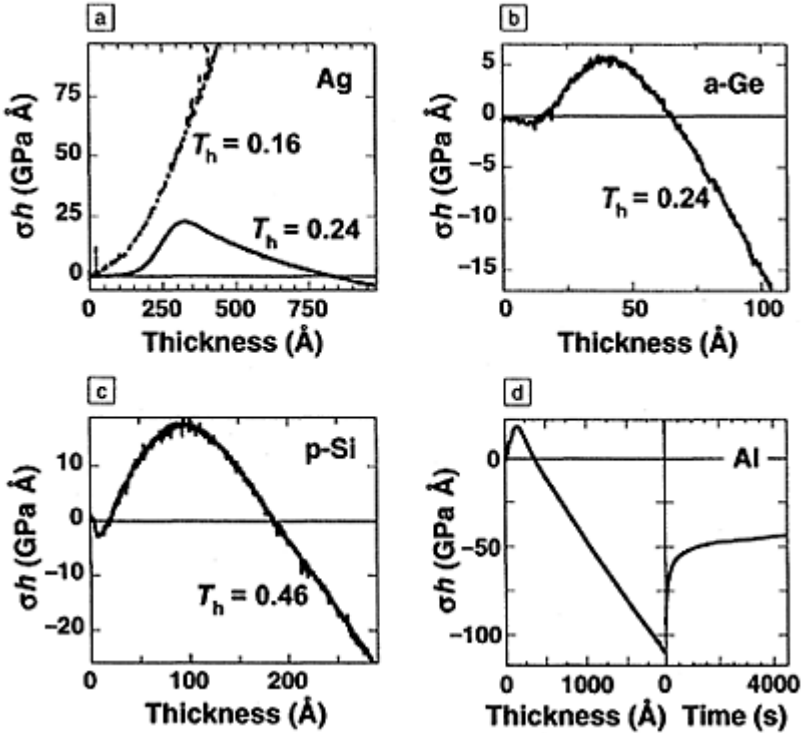 a
σh (GPa Å)
75
50
25
0
Ag
T_h = 0.16
T_h = 0.24
0 250 500 750
Thickness (Å)
b
σh (GPa Å)
5
0
−5
−10
−15
a-Ge
T_h = 0.24
0 50 100
Thickness (Å)
c
σh (GPa Å)
10
0
−10
−20
p-Si
T_h = 0.46
0 100 200
Thickness (Å)
d
σh (GPa Å)
0
−50
−100
Al
0 1000 0 4000
Thickness (Å) Time (s)